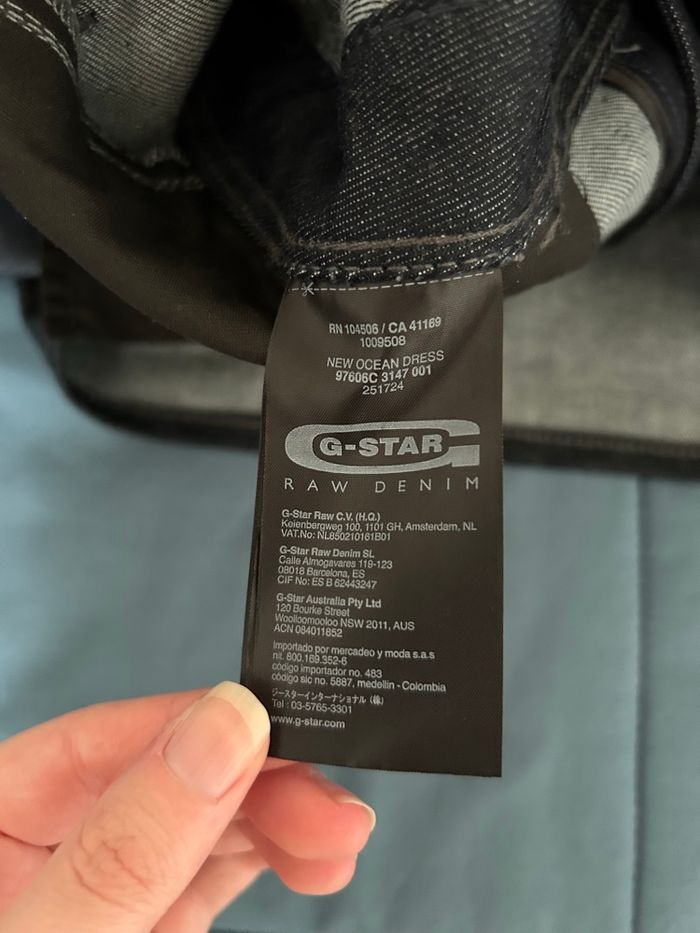 RN 104506 / CA 41169
1009508
NEW OCEAN DRESS
97606C 3147 001
251724
G-STAR
RAW DENIM
G-Star Raw C.V. (H.Q.)
Keienbergweg 100, 1101 GH, Amsterdam, NL
VAT.No: NL850210161B01
G-Star Raw Denim SL
Calle Almogavares 119-123
08018 Barcelona, ES
CIF No: ES B 62443247
G-Star Australia Pty Ltd
120 Bourke Street
Woolloomooloo NSW 2011, AUS
ACN 084011852
Importado por mercadeo y moda s.a.s
nit. 800.169.352-6
código importador no. 483
código sic no. 5887, medellin - Colombia
ジースターインターナショナル (株)
Tel : 03-5765-3301
www.g-star.com